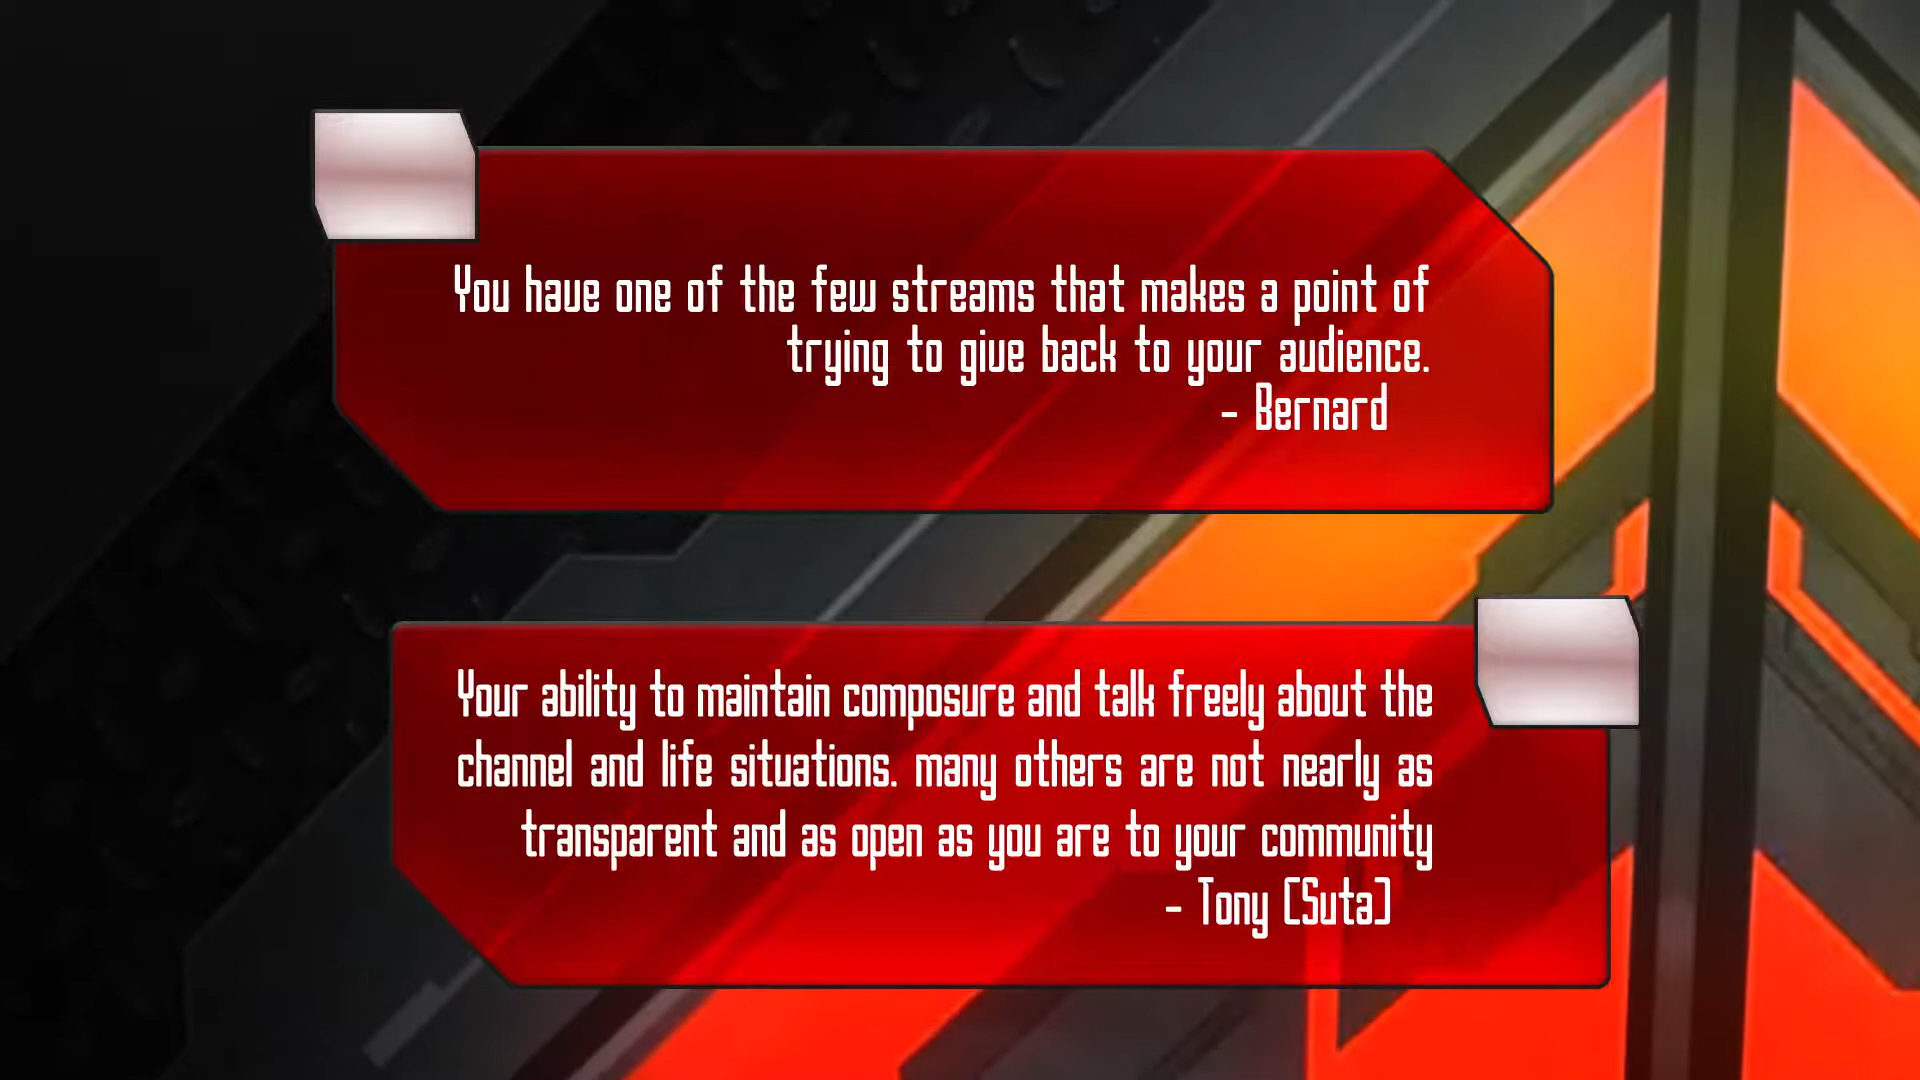 You have one of the few streams that makes a point of
trying to give back to your audience.
- Bernard
Your ability to maintain composure and talk freely about the
channel and life situations. many others are not nearly as
transparent and as open as you are to your community
- Tony (Suta)